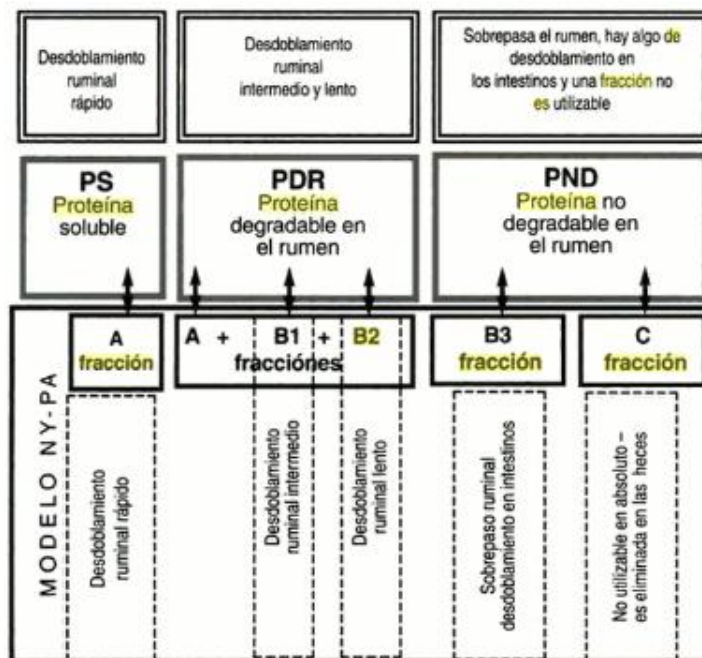 Desdoblamiento
ruminal
rápido
Desdoblamiento
ruminal
intermedio y lento
Sobrepasa el rumen, hay algo de
desdoblamiento en
los intestinos y una fracción no
es utilizable
PS
Proteína
soluble
PDR
Proteína
degradable en
el rumen
PND
Proteína no
degradable en
el rumen
MODELO NY-PA
A
fracción
A + B1 + B2
fracciónes
B3
fracción
C
fracción
Desdoblamiento
ruminal rápido
Desdoblamiento
ruminal intermedio
Desdoblamiento
ruminal lento
Sobrepaso ruminal
desdoblamiento en intestinos
No utilizable en absoluto –
es eliminada en las heces